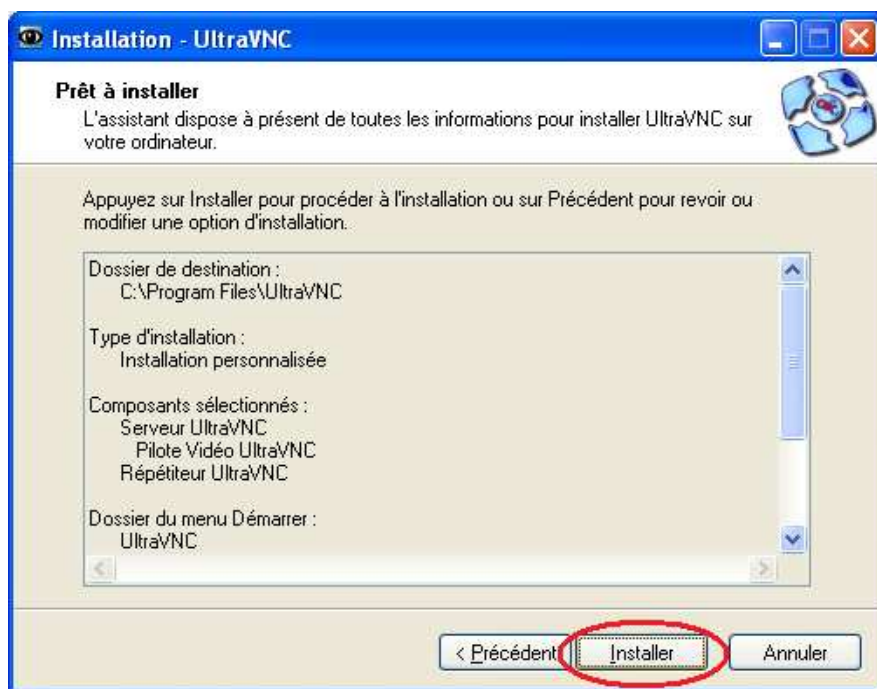 Installation - UltraVNC
Prêt à installer
L'assistant dispose à présent de toutes les informations pour installer UltraVNC sur
votre ordinateur.
Appuyez sur Installer pour procéder à l'installation ou sur Précédent pour revoir ou
modifier une option d'installation.
Dossier de destination :
C:\Program Files\UltraVNC
Type d'installation :
Installation personnalisée
Composants sélectionnés :
Serveur UltraVNC
Pilote Vidéo UltraVNC
Répétiteur UltraVNC
Dossier du menu Démarrer :
UltraVNC
< Précédent
Installer
Annuler